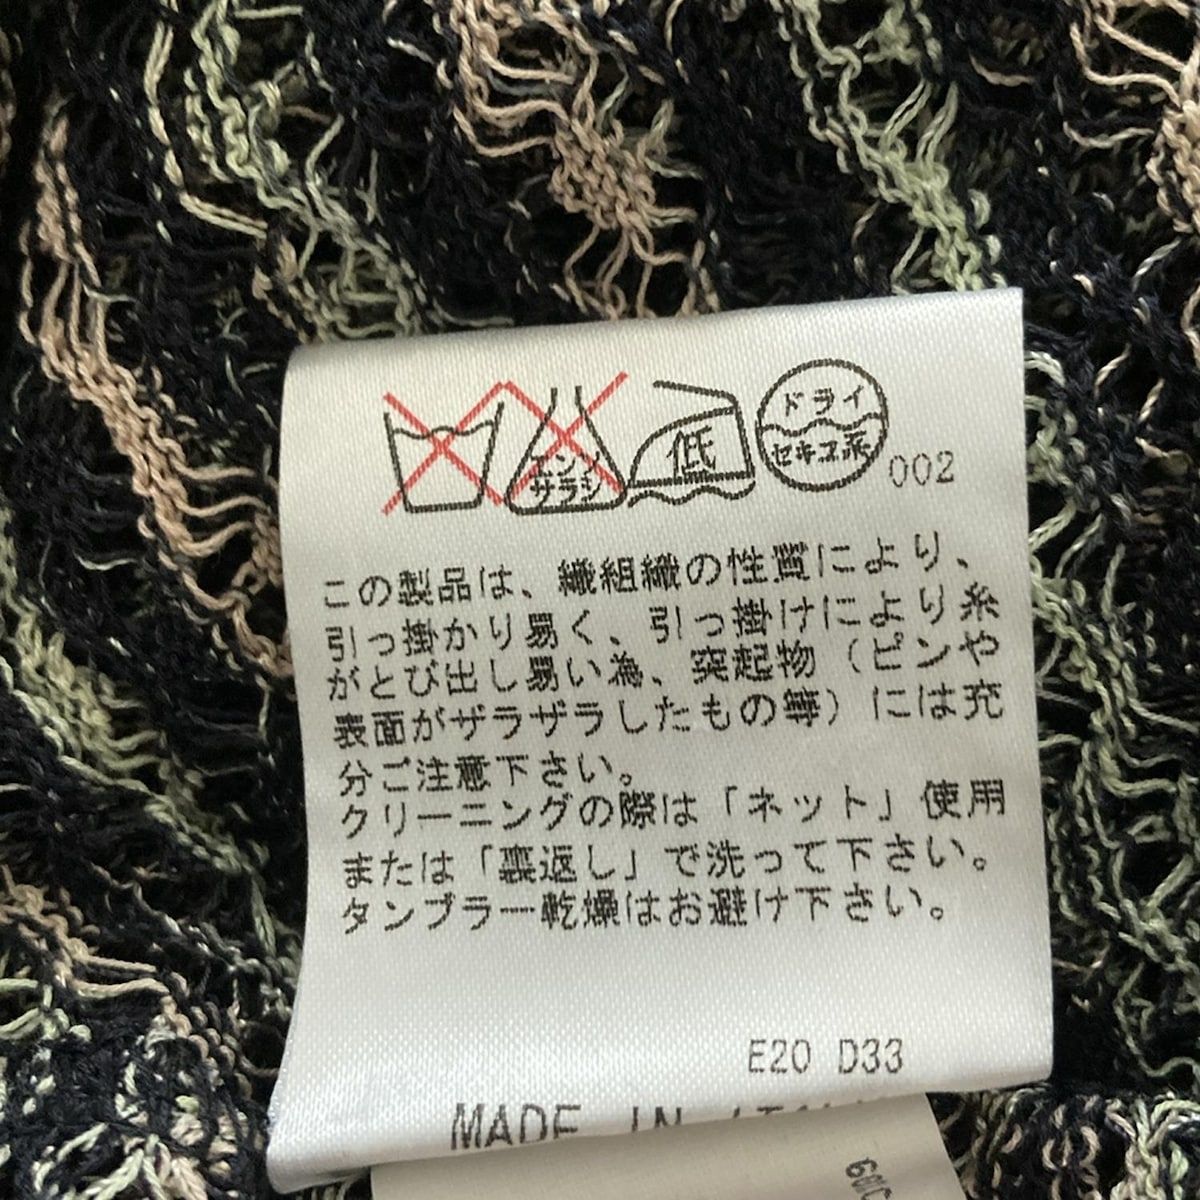 エンソ
サラシ
低
ドライ
セキユ系
002
この製品は、繊組織の性質により、
引っ掛かり易く、引っ掛けにより糸
がとび出し易い為、突起物（ピンや
表面がザラザラしたもの等）には充
分ご注意下さい。
クリーニングの際は「ネット」使用
または「裏返し」で洗って下さい。
タンブラー乾燥はお避け下さい。
E20 D33
MADE IN ITALY